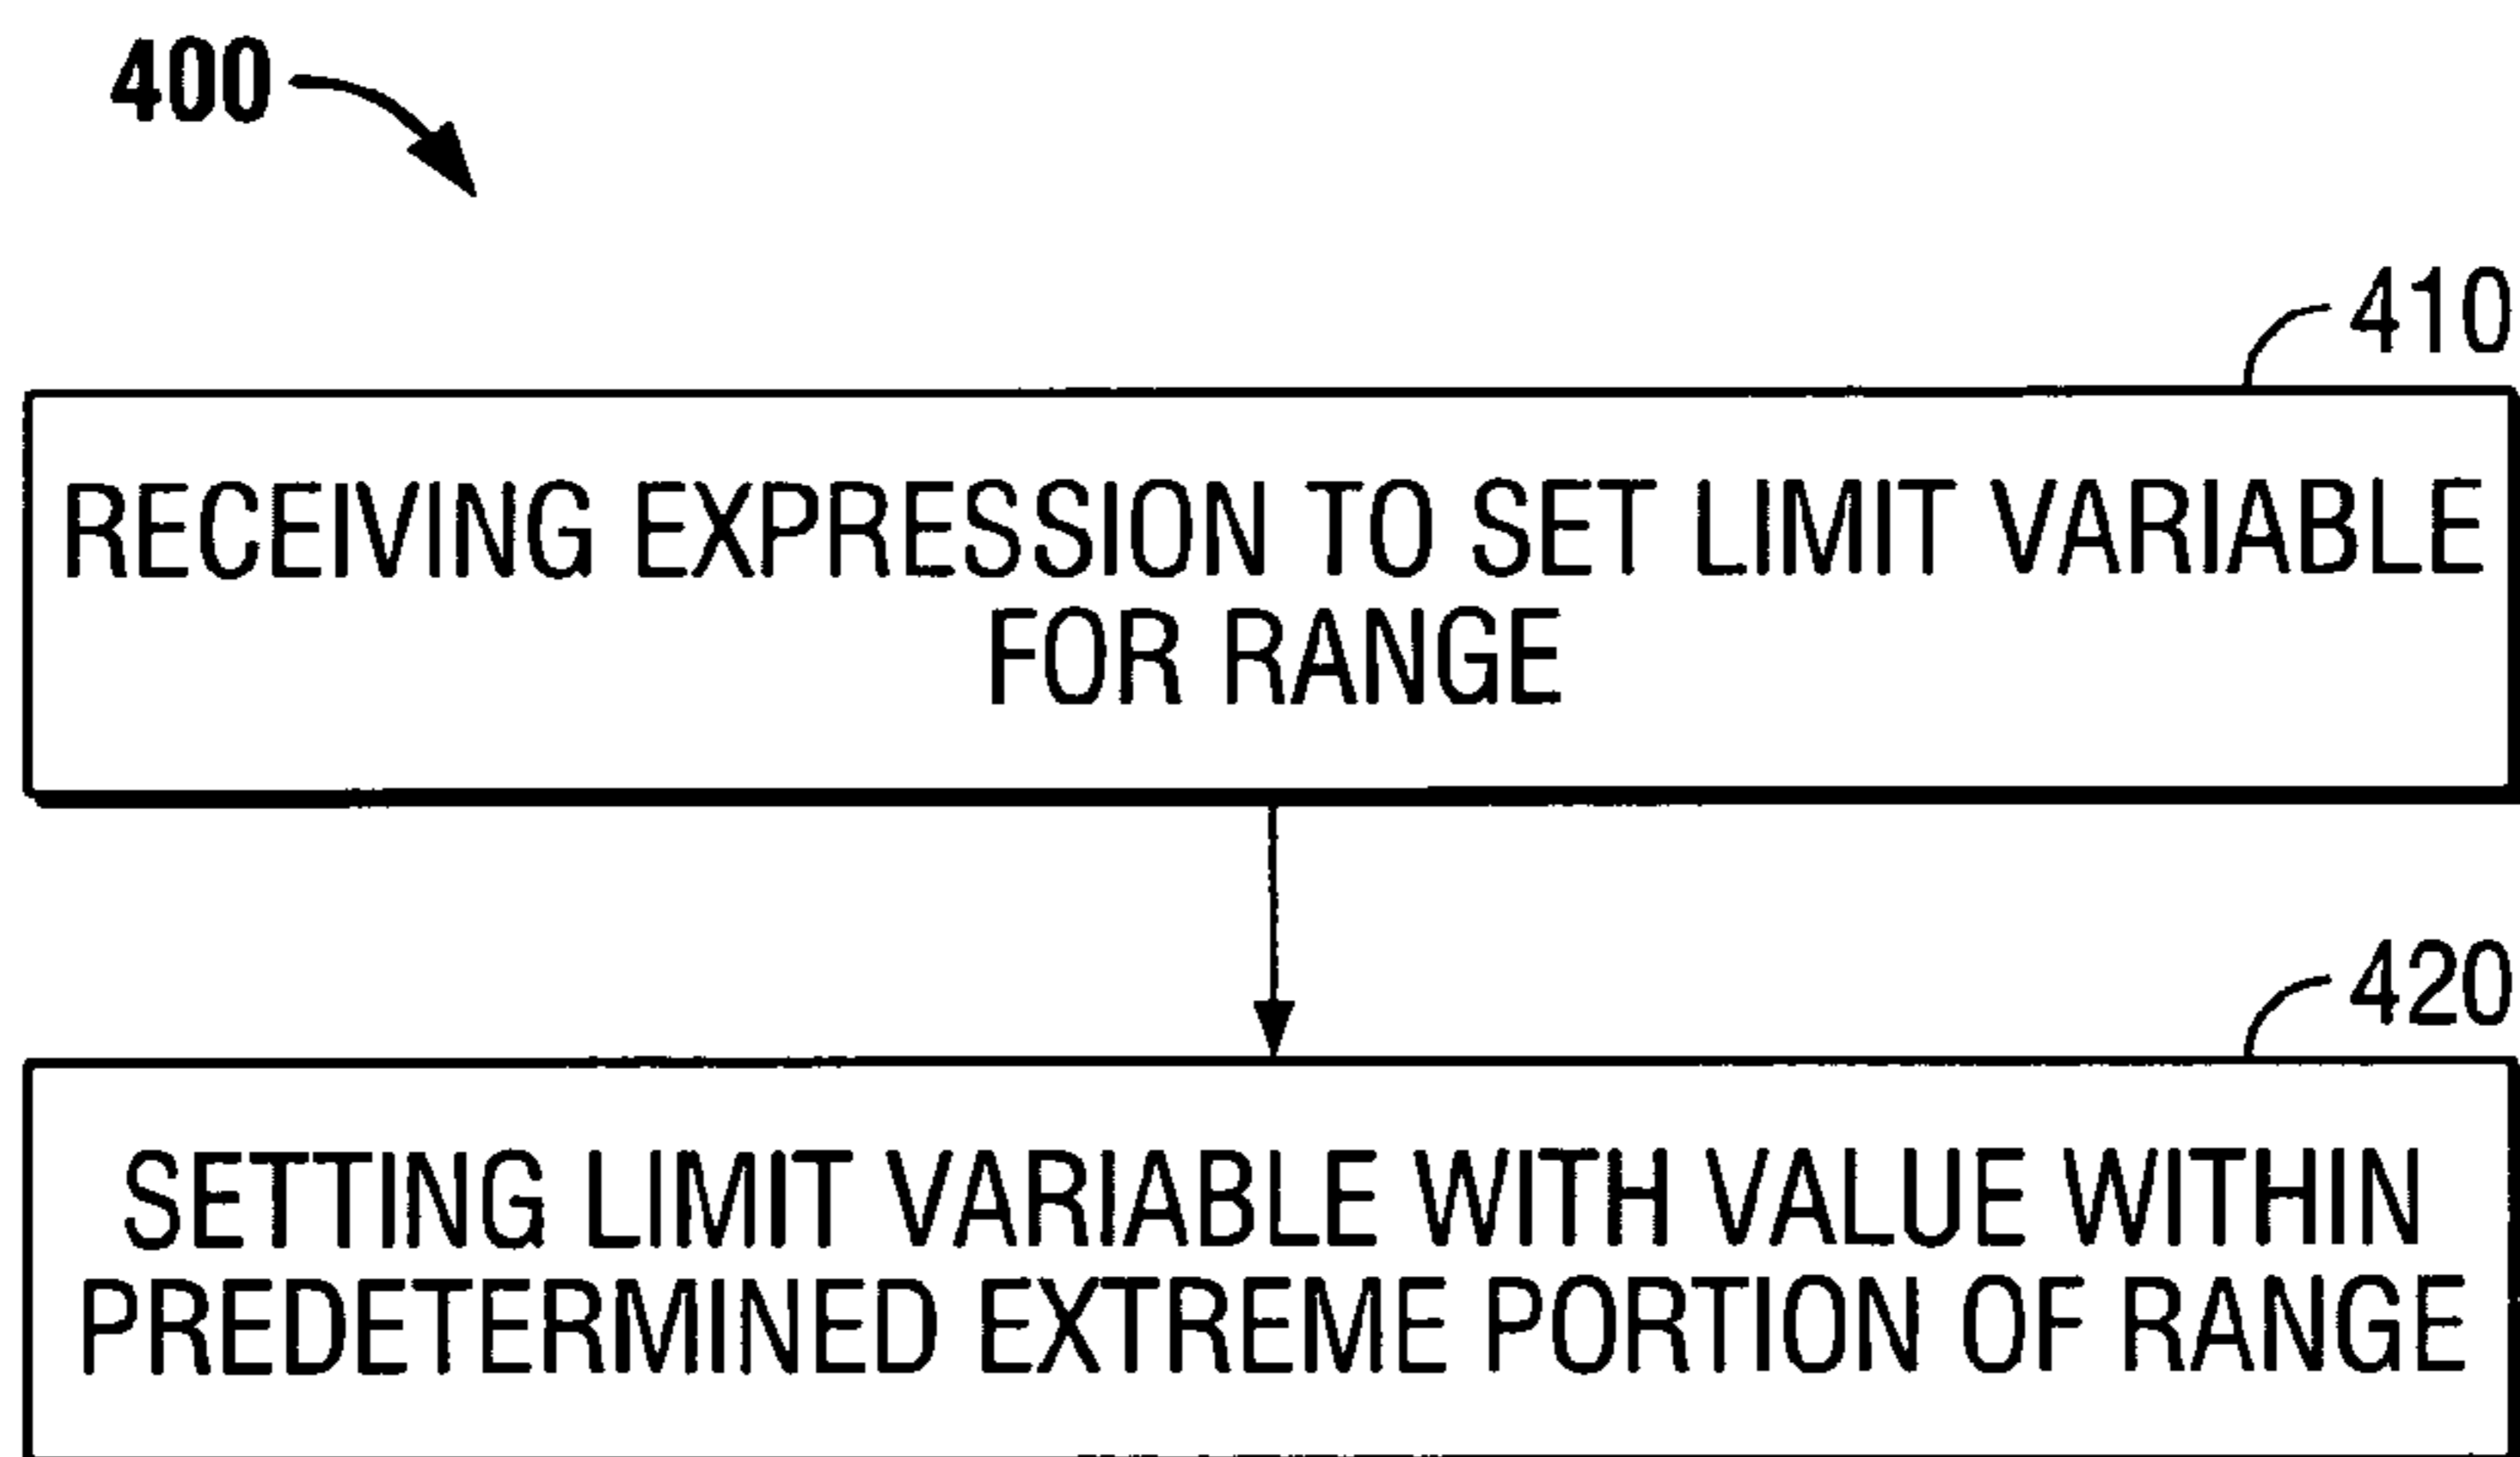 400
410
RECEIVING EXPRESSION TO SET LIMIT VARIABLE
FOR RANGE
420
SETTING LIMIT VARIABLE WITH VALUE WITHIN
PREDETERMINED EXTREME PORTION OF RANGE